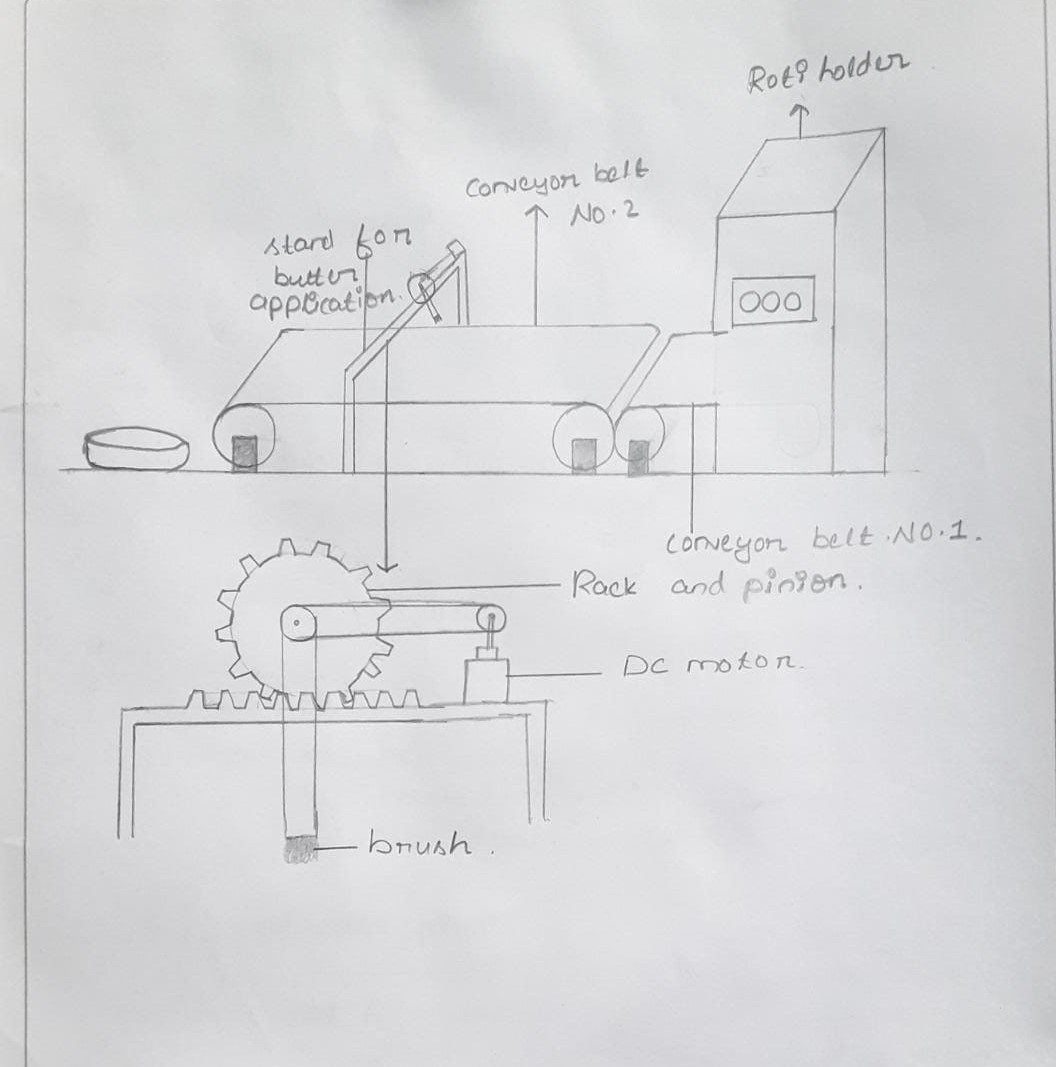 Roti holder
conveyor belt
No.2
stand for
butter
application.
OOO
conveyor belt .No.1.
Rack and pinion.
DC motor.
brush.